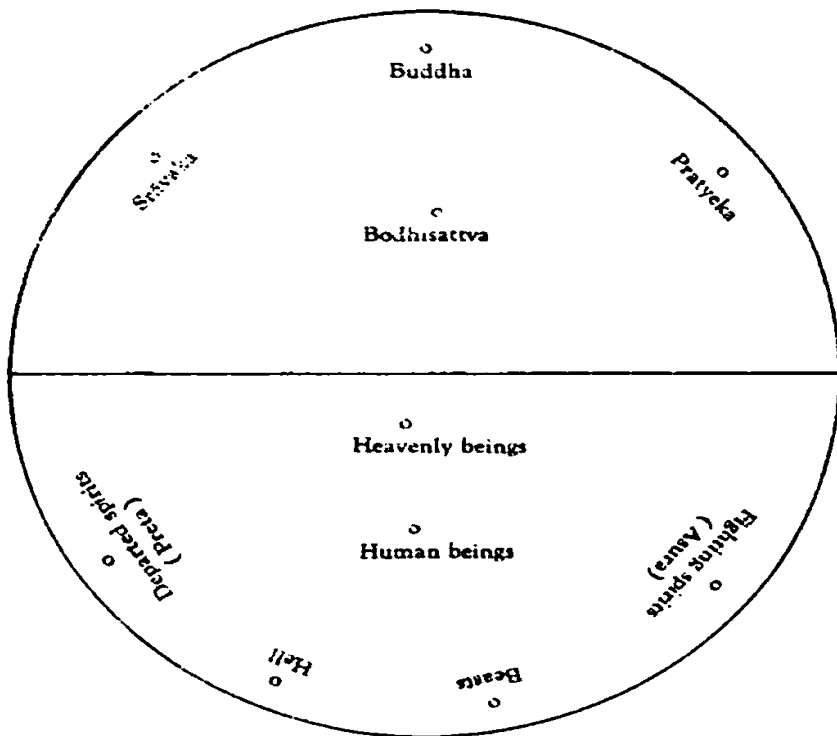 Buddha
Srāvaka
Pratyeka
Bodhisattva
Heavenly beings
Departed spirits
(Preta)
Human beings
Fighting spirits
(Asura)
Hell
Beasts